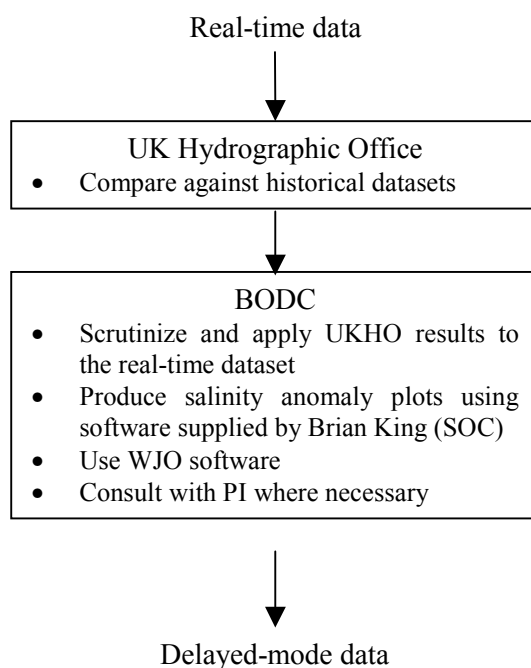 Real-time data
UK Hydrographic Office
• Compare against historical datasets
BODC
• Scrutinize and apply UKHO results to
the real-time dataset
• Produce salinity anomaly plots using
software supplied by Brian King (SOC)
• Use WJO software
• Consult with PI where necessary
Delayed-mode data